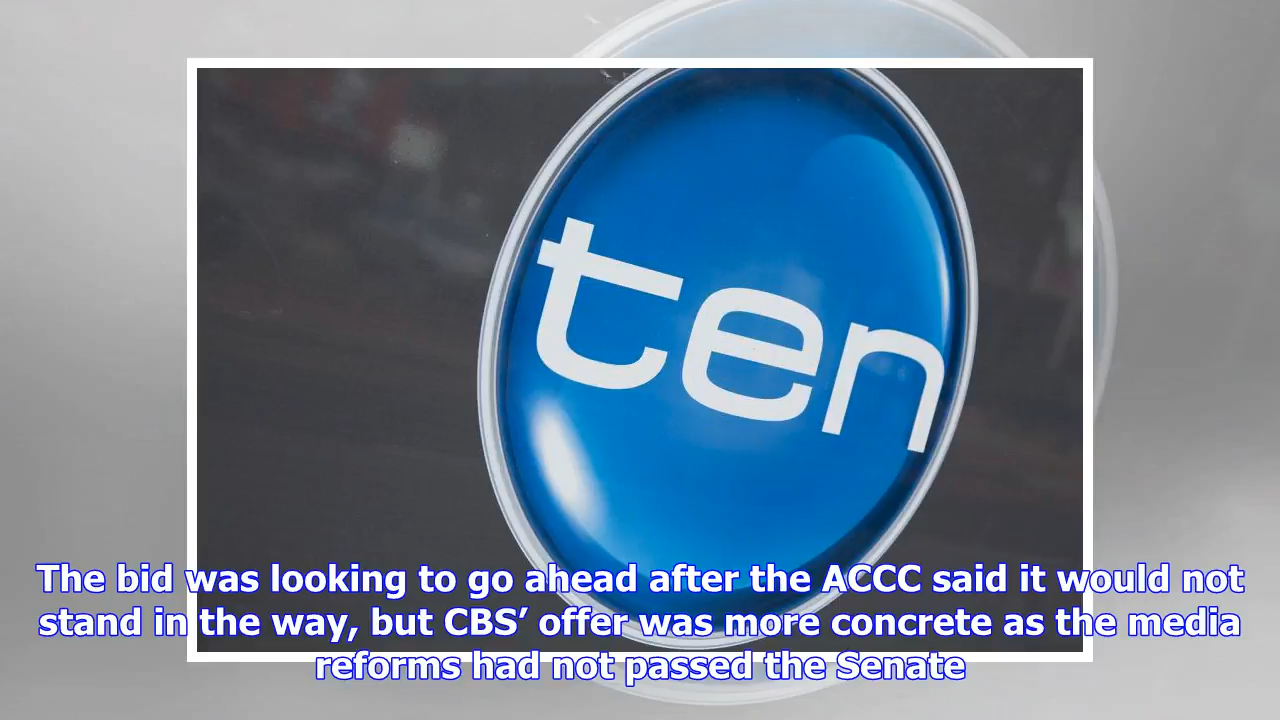 ten
The bid was looking to go ahead after the ACCC said it would not
stand in the way, but CBS’ offer was more concrete as the media
reforms had not passed the Senate